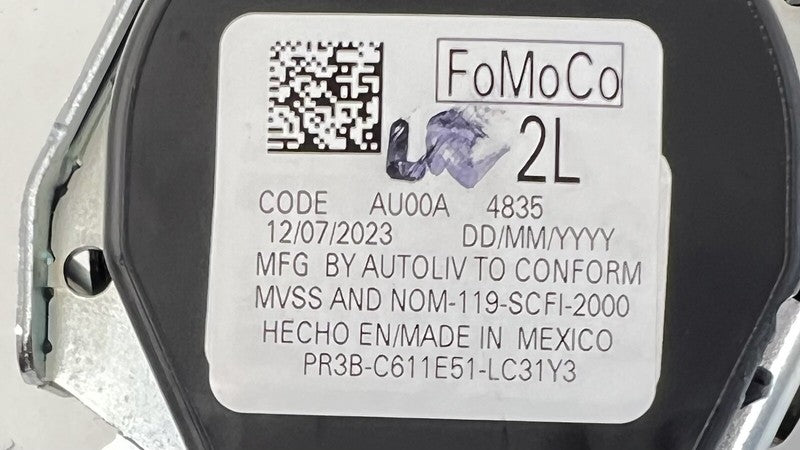 FoMoCo
2L
CODE AU00A 4835
12/07/2023 DD/MM/YYYY
MFG BY AUTOLIV TO CONFORM
MVSS AND NOM-119-SCFI-2000
HECHO EN/MADE IN MEXICO
PR3B-C611E51-LC31Y3